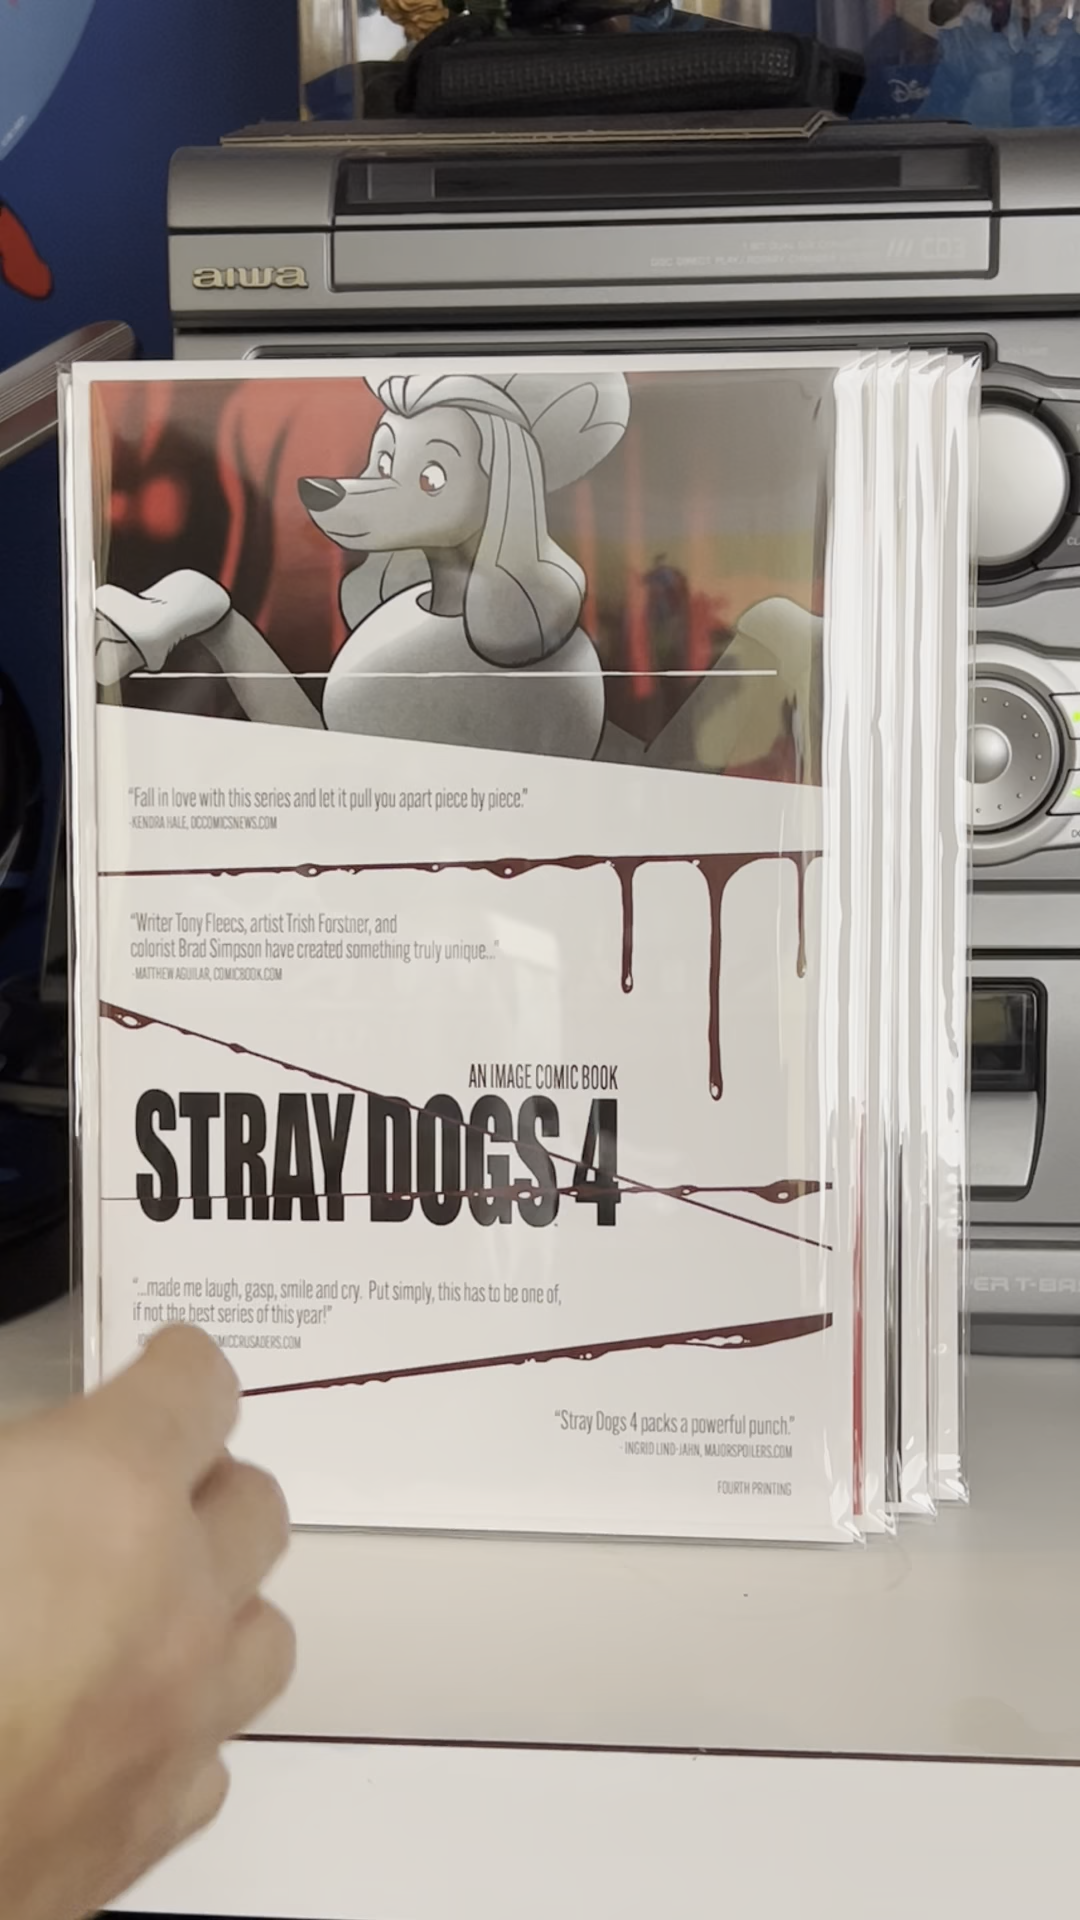 Disney
CD3
aiwa
"Fall in love with this series and let it pull you apart piece by piece."
-KENDRA HALE, DCCOMICSNEWS.COM
"Writer Tony Fleecs, artist Trish Forstner, and
colorist Brad Simpson have created something truly unique..."
-MATTHEW AGUILAR, COMICBOOK.COM
AN IMAGE COMIC BOOK
STRAY DOGS 4
"...made me laugh, gasp, smile and cry. Put simply, this has to be one of,
if not the best series of this year!"
"Stray Dogs 4 packs a powerful punch."
- INGRID LIND-JAHN, MAJORSPOILERS.COM
FOURTH PRINTING